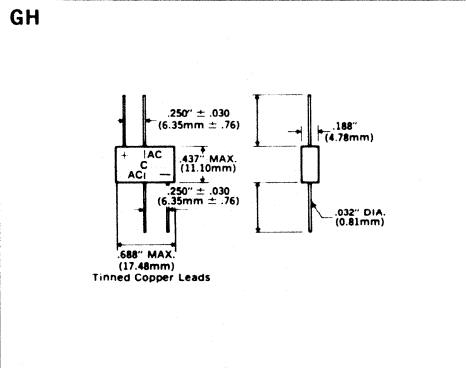 GH
.250" ± .030
(6.35mm ± .76)
.188"
(4.78mm)
+ AC
C
AC —
.437" MAX.
(11.10mm)
.250" ± .030
(6.35mm ± .76)
.032" DIA.
(0.81mm)
.688" MAX.
(17.48mm)
Tinned Copper Leads